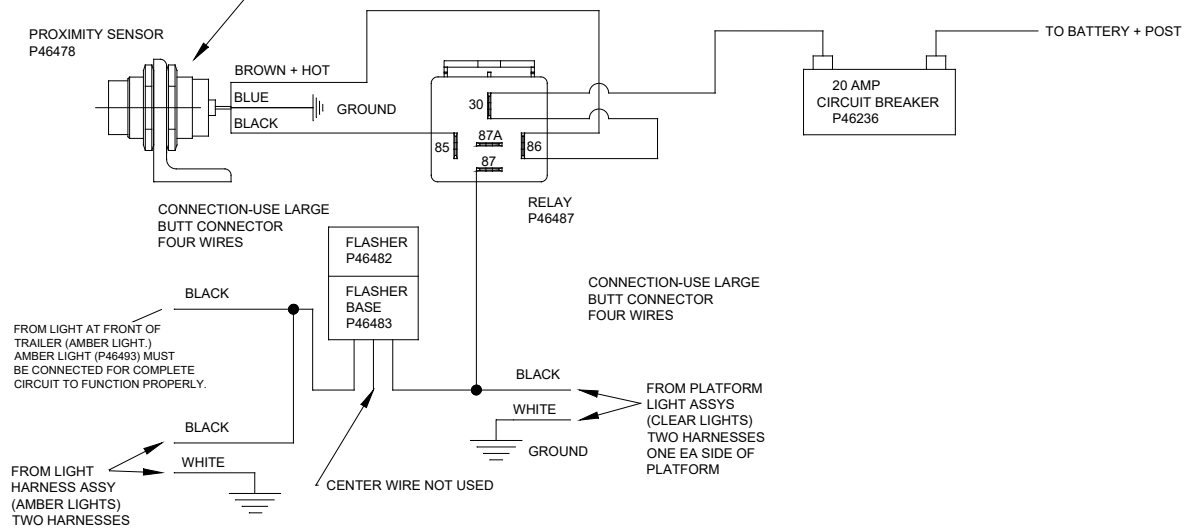 PROXIMITY SENSOR
P46478
BROWN + HOT
BLUE
GROUND
BLACK
30
87A
85
86
87
RELAY
P46487
20 AMP
CIRCUIT BREAKER
P46236
TO BATTERY + POST
CONNECTION-USE LARGE
BUTT CONNECTOR
FOUR WIRES
FLASHER
P46482
FLASHER
BASE
P46483
CONNECTION-USE LARGE
BUTT CONNECTOR
FOUR WIRES
BLACK
FROM LIGHT AT FRONT OF
TRAILER (AMBER LIGHT.)
AMBER LIGHT (P46493) MUST
BE CONNECTED FOR COMPLETE
CIRCUIT TO FUNCTION PROPERLY.
BLACK
WHITE
GROUND
FROM PLATFORM
LIGHT ASSYS
(CLEAR LIGHTS)
TWO HARNESSES
ONE EA SIDE OF
PLATFORM
BLACK
WHITE
FROM LIGHT
HARNESS ASSY
(AMBER LIGHTS)
TWO HARNESSES
CENTER WIRE NOT USED